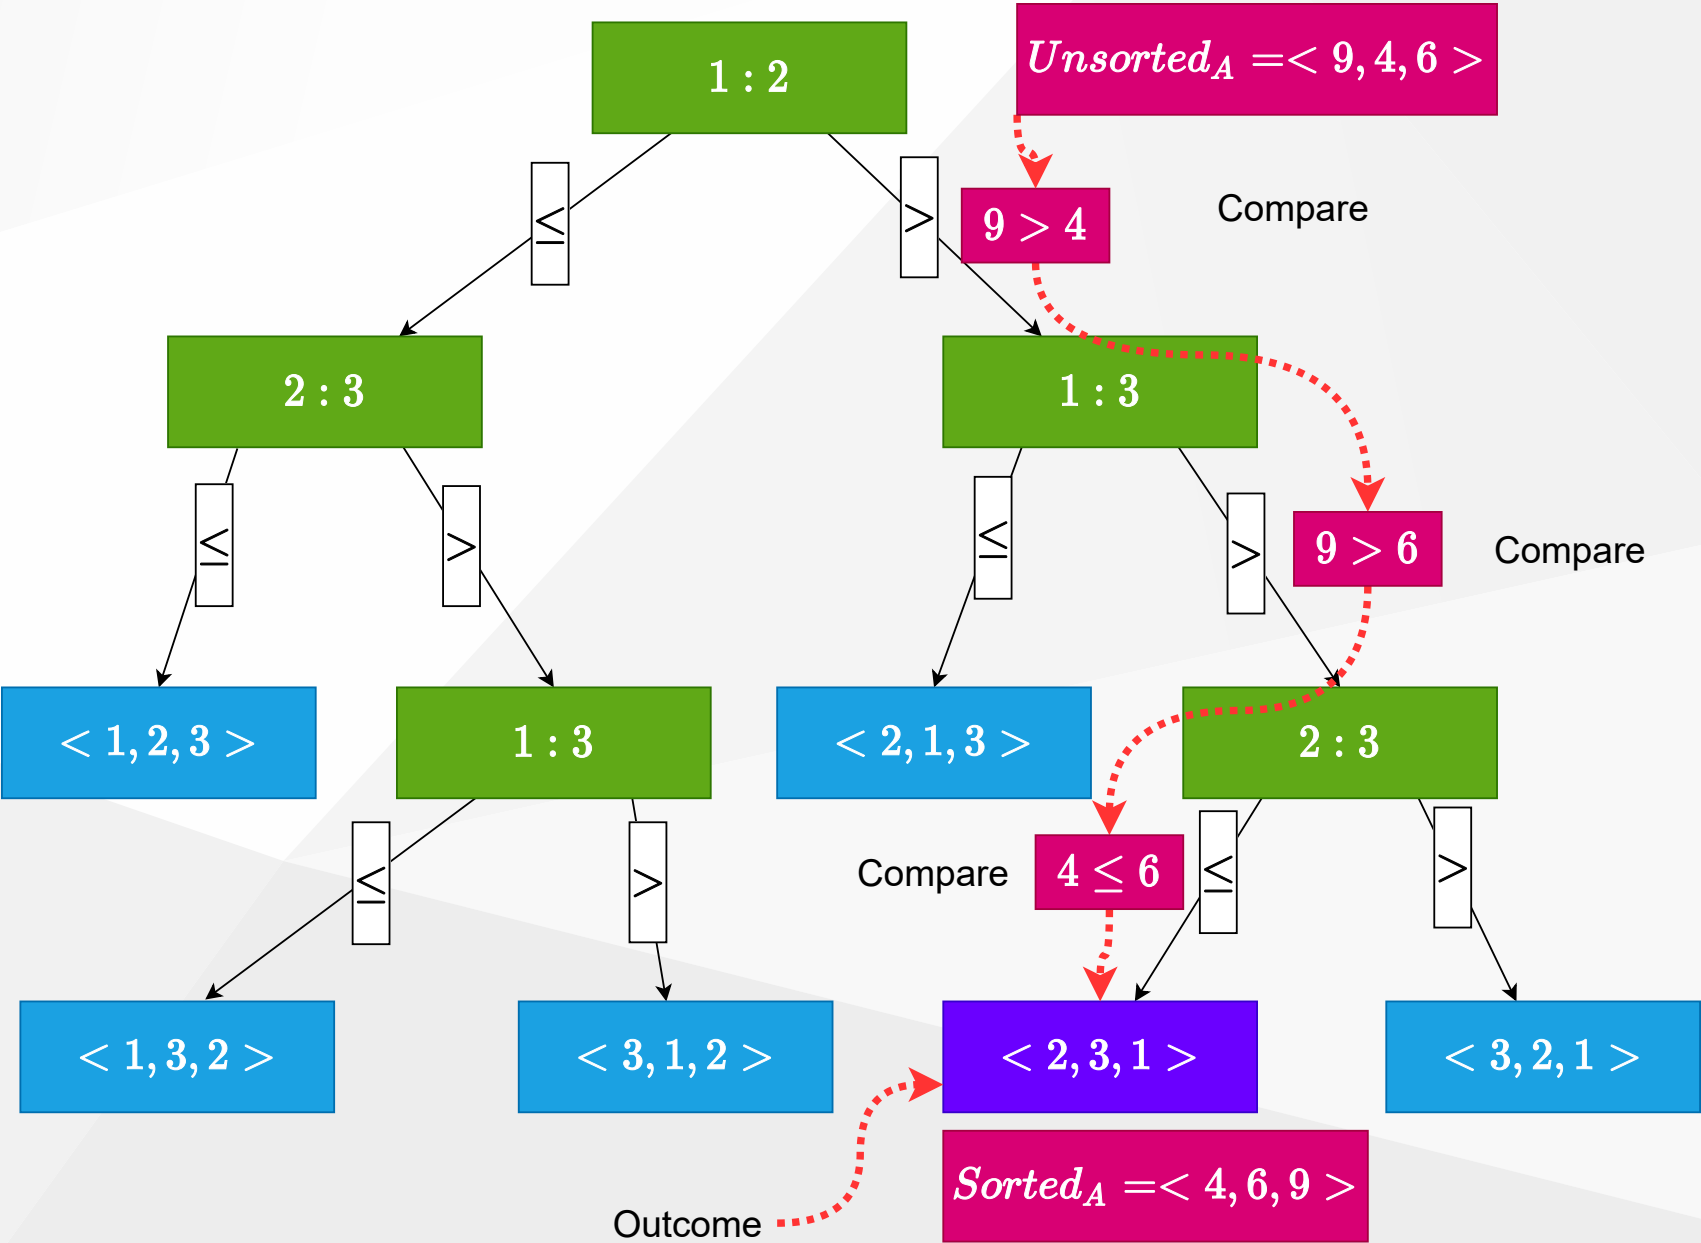 1 : 2
Unsorted_A =< 9, 4, 6 >
≤
>
9 > 4
Compare
2 : 3
1 : 3
≤
>
≤
>
9 > 6
Compare
< 1, 2, 3 >
1 : 3
< 2, 1, 3 >
2 : 3
≤
>
Compare
4 ≤ 6
≤
>
< 1, 3, 2 >
< 3, 1, 2 >
< 2, 3, 1 >
< 3, 2, 1 >
Sorted_A =< 4, 6, 9 >
Outcome